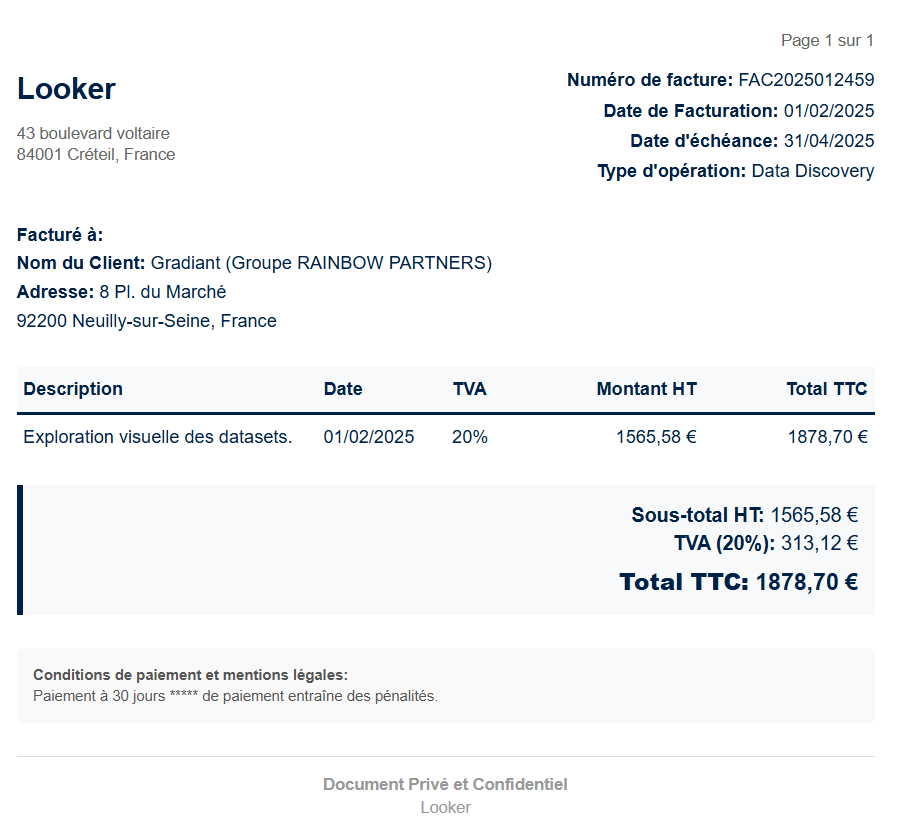 Page 1 sur 1
Looker
43 boulevard voltaire
84001 Créteil, France
Numéro de facture: FAC2025012459
Date de Facturation: 01/02/2025
Date d'échéance: 31/04/2025
Type d'opération: Data Discovery
Facturé à:
Nom du Client: Gradiant (Groupe RAINBOW PARTNERS)
Adresse: 8 Pl. du Marché
92200 Neuilly-sur-Seine, France
Description Date TVA Montant HT Total TTC
Exploration visuelle des datasets. 01/02/2025 20% 1565,58 € 1878,70 €
Sous-total HT: 1565,58 €
TVA (20%): 313,12 €
Total TTC: 1878,70 €
Conditions de paiement et mentions légales:
Paiement à 30 jours ***** de paiement entraîne des pénalités.
Document Privé et Confidentiel
Looker